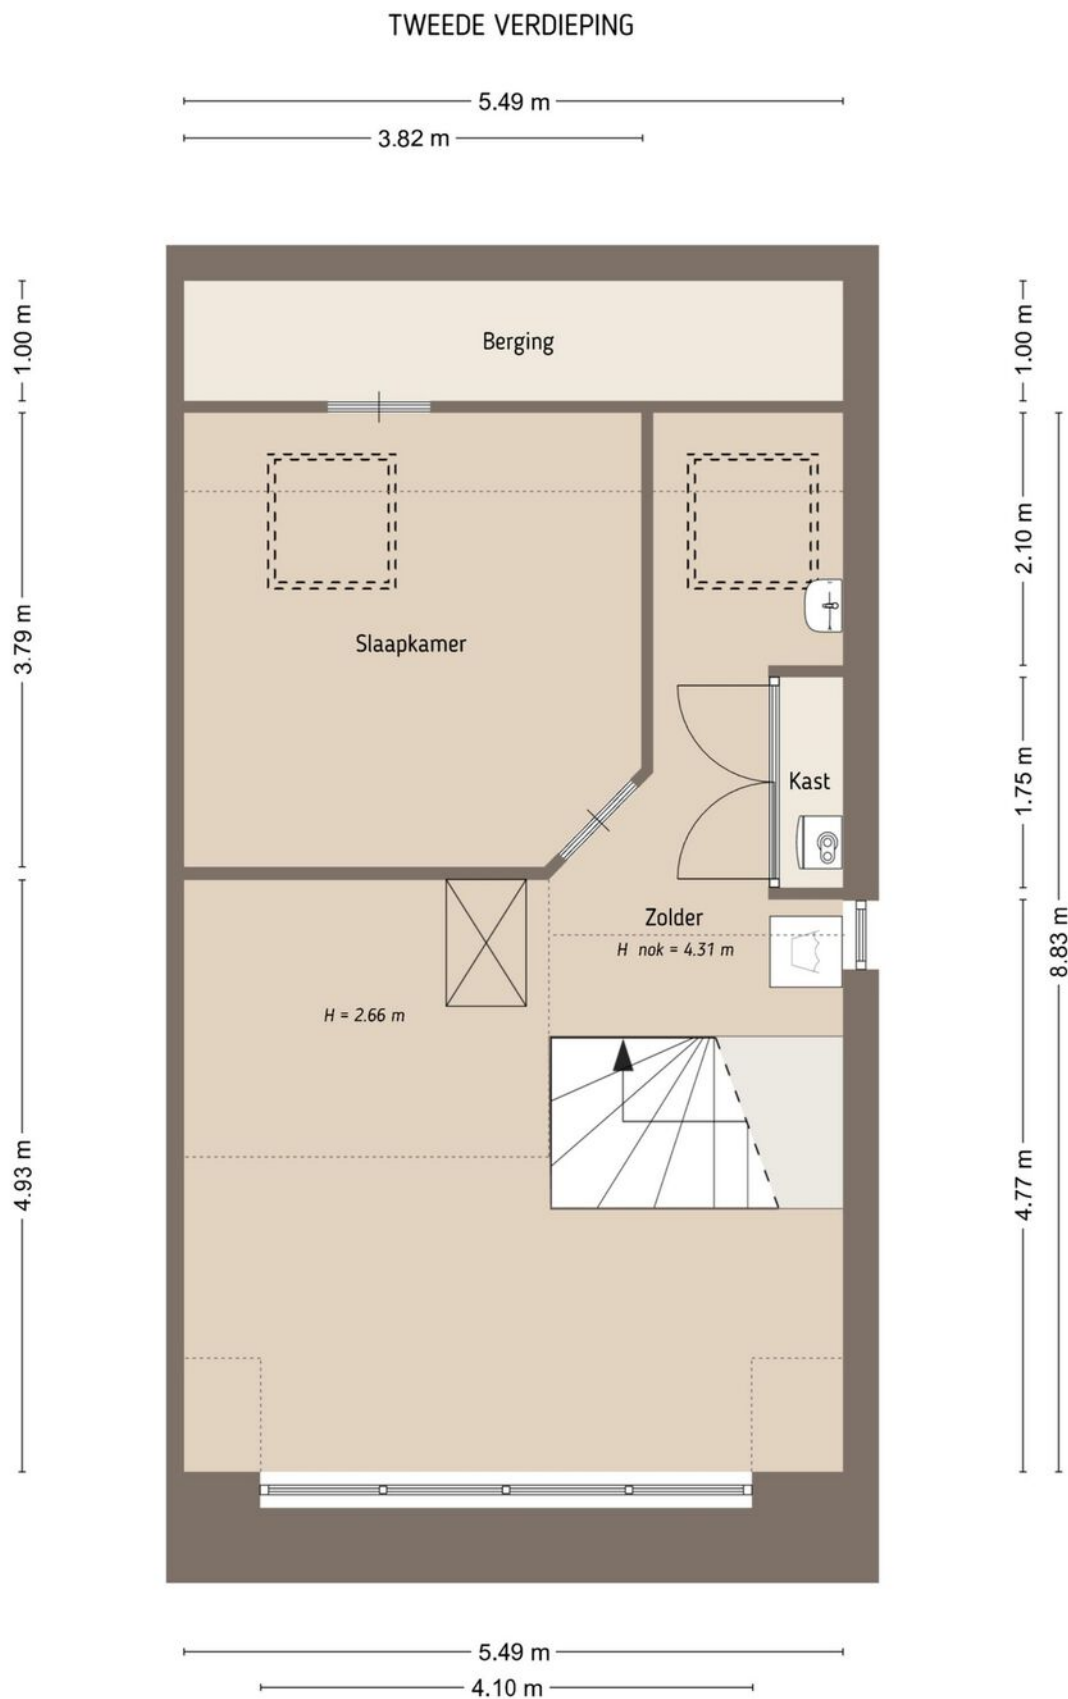 TWEEDE VERDIEPING
5.49 m
3.82 m
1.00 m
1.00 m
Berging
2.10 m
3.79 m
Slaapkamer
1.75 m
Kast
Zolder
H nok = 4.31 m
8.83 m
H = 2.66 m
4.93 m
4.77 m
5.49 m
4.10 m